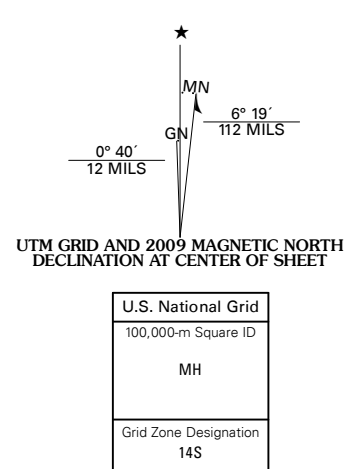 ★
MN
GN
6° 19´
112 MILS
0° 40´
12 MILS
UTM GRID AND 2009 MAGNETIC NORTH
DECLINATION AT CENTER OF SHEET
U.S. National Grid
100,000-m Square ID
MH
Grid Zone Designation
14S